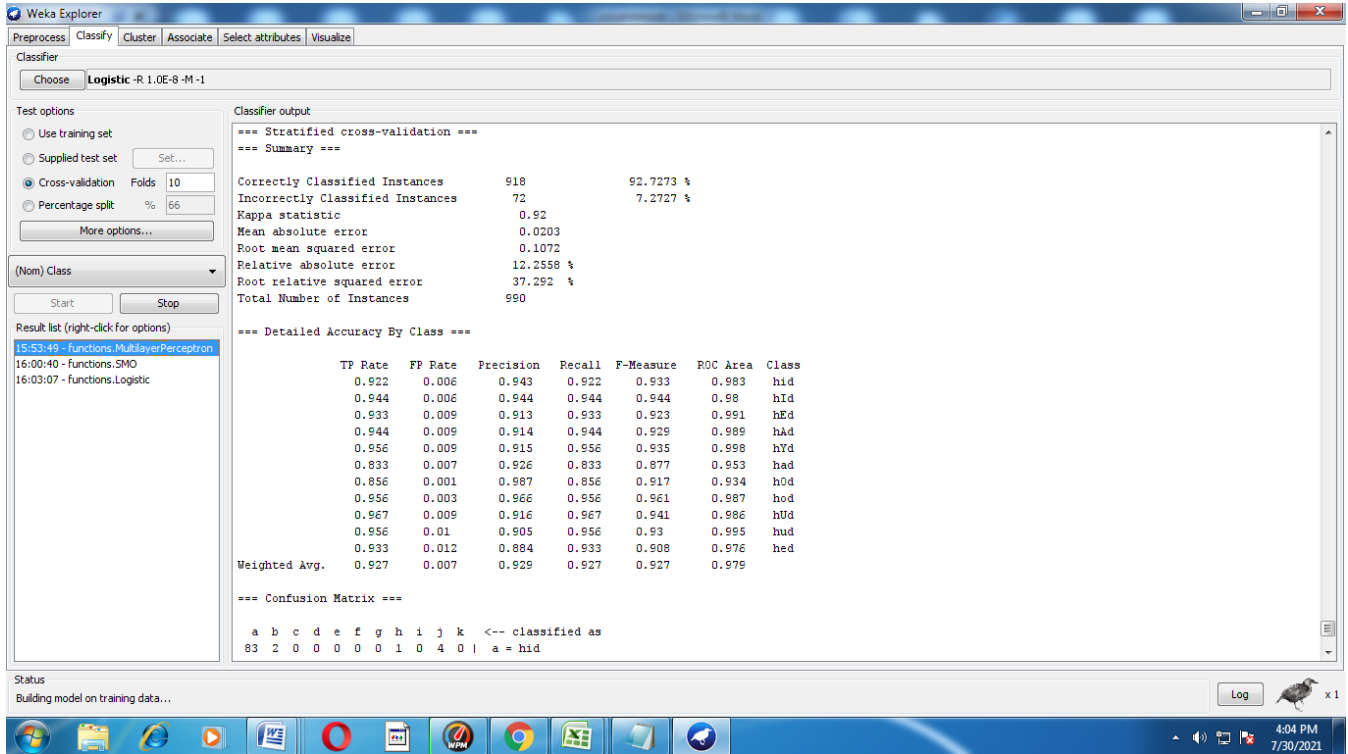 Weka Explorer
Preprocess Classify Cluster Associate Select attributes Visualize
Classifier
Choose Logistic -R 1.0E-8 -M -1
Test options
Use training set
Supplied test set Set...
Cross-validation Folds 10
Percentage split % 66
More options...
(Nom) Class
Start Stop
Result list (right-click for options)
15:53:49 - functions.MultilayerPerceptron
16:00:40 - functions.SMO
16:03:07 - functions.Logistic
Classifier output
=== Stratified cross-validation ===
=== Summary ===
Correctly Classified Instances 918 92.7273 %
Incorrectly Classified Instances 72 7.2727 %
Kappa statistic 0.92
Mean absolute error 0.0203
Root mean squared error 0.1072
Relative absolute error 12.2558 %
Root relative squared error 37.292 %
Total Number of Instances 990
=== Detailed Accuracy By Class ===
TP Rate FP Rate Precision Recall F-Measure ROC Area Class
0.922 0.006 0.943 0.922 0.933 0.983 hid
0.944 0.006 0.944 0.944 0.944 0.98 hId
0.933 0.009 0.913 0.933 0.923 0.991 hEd
0.944 0.009 0.914 0.944 0.929 0.989 hAd
0.956 0.009 0.915 0.956 0.935 0.998 hYd
0.833 0.007 0.926 0.833 0.877 0.953 had
0.856 0.001 0.987 0.856 0.917 0.934 hOd
0.956 0.003 0.966 0.956 0.961 0.987 hod
0.967 0.009 0.916 0.967 0.941 0.986 hUd
0.956 0.01 0.905 0.956 0.93 0.995 hud
0.933 0.012 0.884 0.933 0.908 0.976 hed
Weighted Avg. 0.927 0.007 0.929 0.927 0.927 0.979
=== Confusion Matrix ===
a b c d e f g h i j k <-- classified as
83 2 0 0 0 0 0 1 0 4 0 | a = hid
Status
Building model on training data...
Log x 1
WPM
4:04 PM
7/30/2021